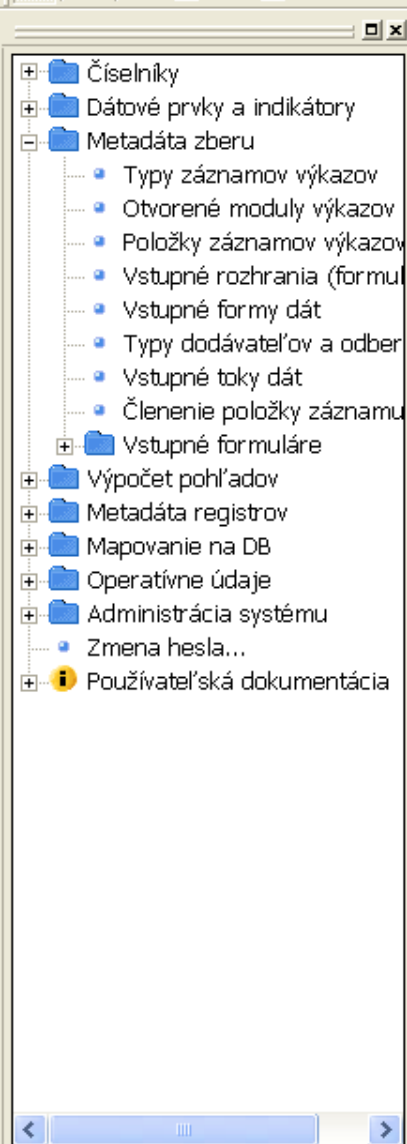 Číselníky
Dátové prvky a indikátory
Metadáta zberu
Typy záznamov výkazov
Otvorené moduly výkazov
Položky záznamov výkazov
Vstupné rozhrania (formul
Vstupné formy dát
Typy dodávateľov a odber
Vstupné toky dát
Členenie položky záznamu
Vstupné formuláre
Výpočet pohľadov
Metadáta registrov
Mapovanie na DB
Operatívne údaje
Administrácia systému
Zmena hesla...
Používateľská dokumentácia